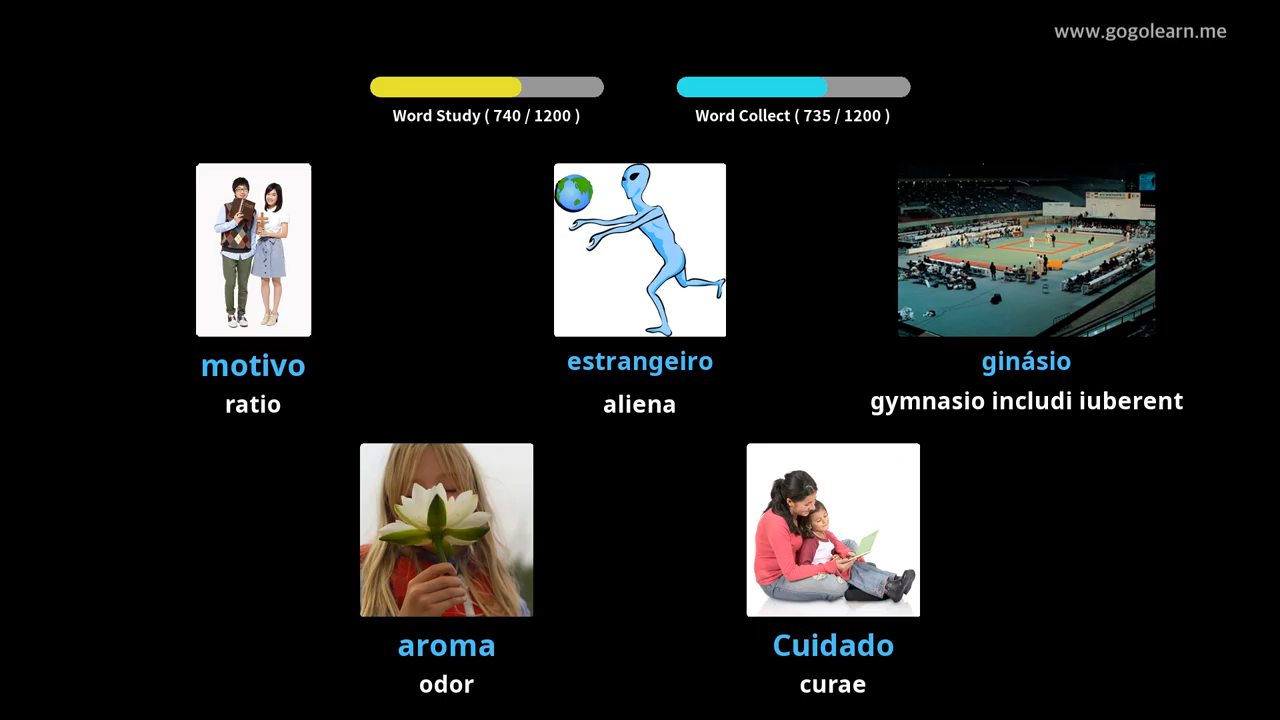 www.gogolearn.me
Word Study ( 740 / 1200 )
Word Collect ( 735 / 1200 )
motivo
ratio
estrangeiro
aliena
ginásio
gymnasio includi iuberent
aroma
odor
Cuidado
curae